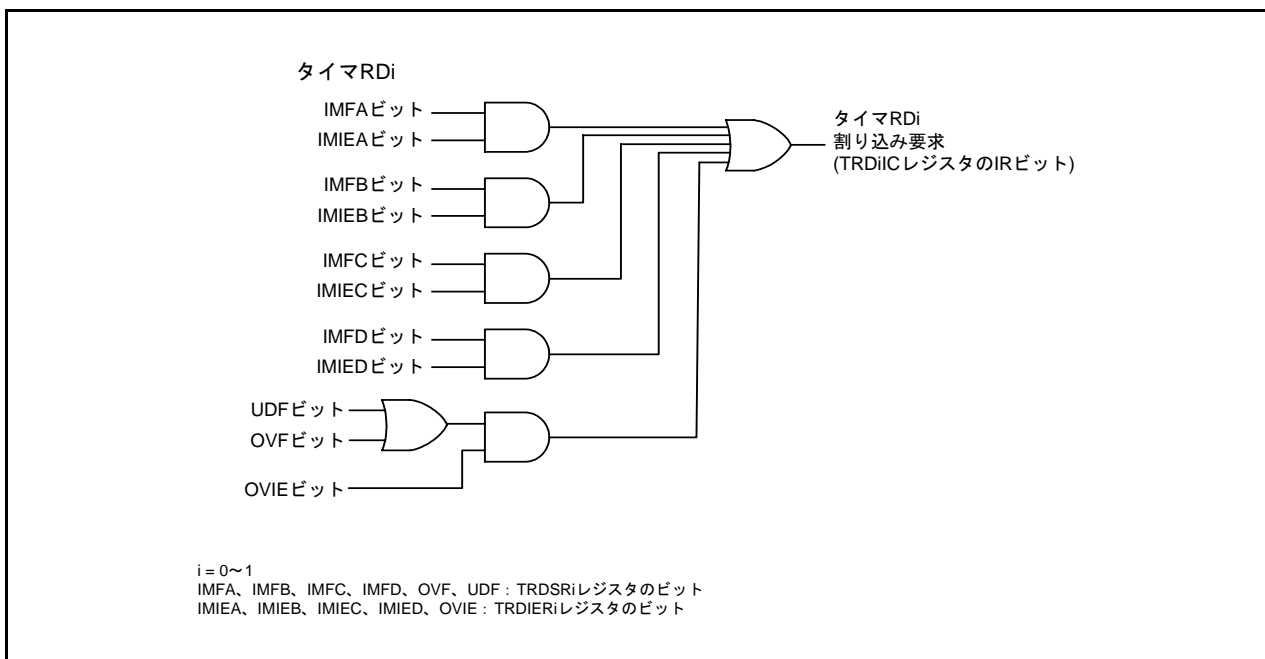 タイマRDi
IMFAビット
IMIEAビット
IMFBビット
IMIEBビット
IMFCビット
IMIECビット
IMFDビット
IMIEDビット
UDFビット
OVFビット
OVIEビット
タイマRDi
割り込み要求
(TRDiICレジスタのIRビット)
i = 0～1
IMFA、IMFB、IMFC、IMFD、OVF、UDF : TRDSRiレジスタのビット
IMIEA、IMIEB、IMIEC、IMIED、OVIE : TRDIERiレジスタのビット